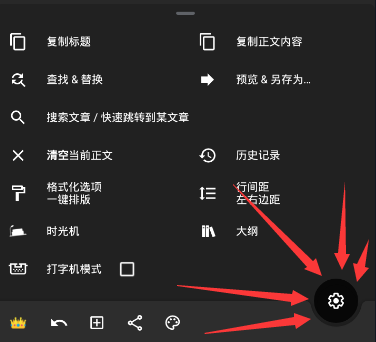 复制标题
复制正文内容
查找 & 替换
预览 & 另存为...
搜索文章 / 快速跳转到某文章
清空当前正文
历史记录
格式化选项
一键排版
行间距
左右边距
时光机
大纲
打字机模式